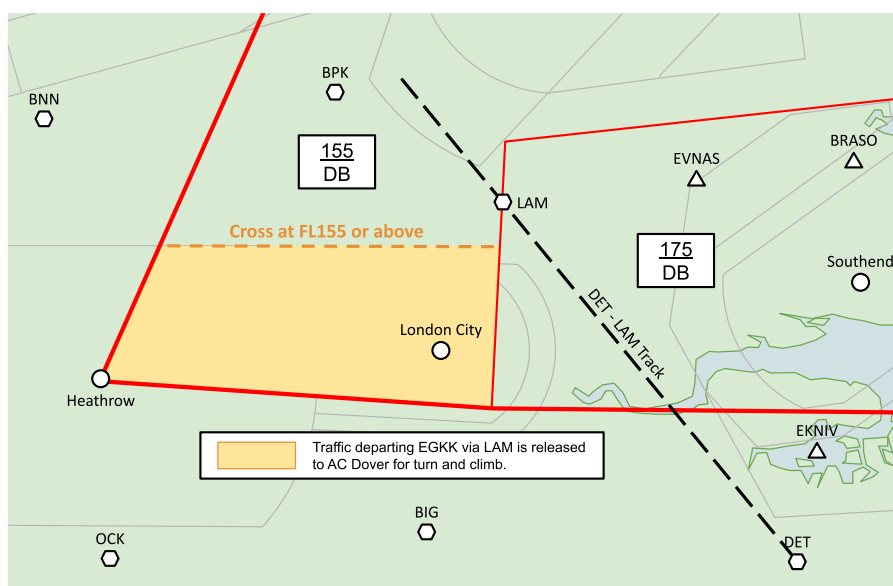 BPK
BNN
155
DB
EVNAS
BRASO
LAM
Cross at FL155 or above
175
DB
Southend
DET - LAM Track
London City
Heathrow
Traffic departing EGKK via LAM is released
to AC Dover for turn and climb.
EKNIV
BIG
OCK
DET